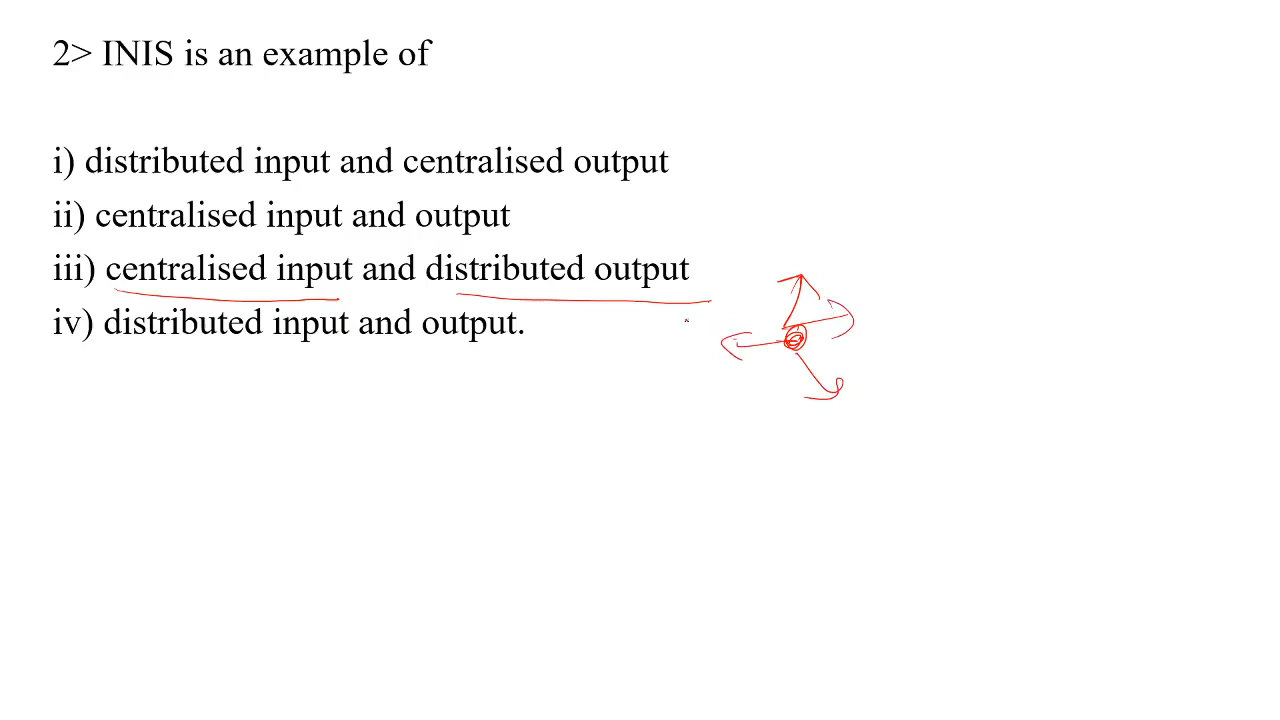 2> INIS is an example of
i) distributed input and centralised output
ii) centralised input and output
iii) centralised input and distributed output
iv) distributed input and output.